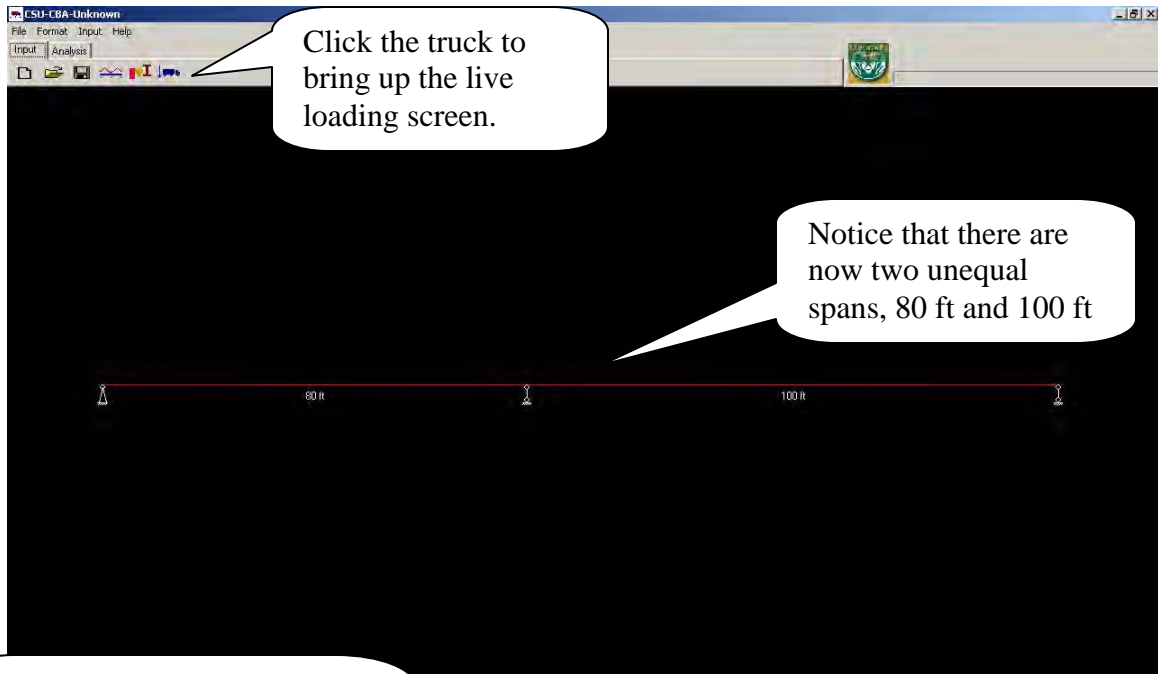 CSU-CBA-Unknown
File Format Input Help
Input Analysis
Click the truck to
bring up the live
loading screen.
Notice that there are
now two unequal
spans, 80 ft and 100 ft
80 ft
100 ft